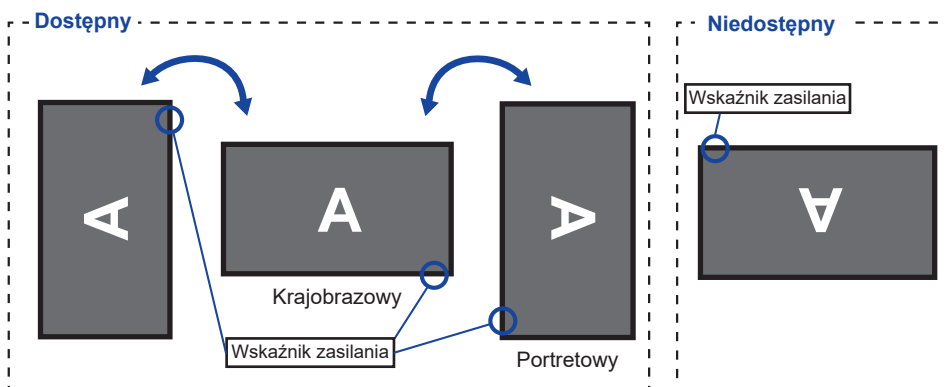 Dostępny
Niedostępny
Wskaźnik zasilania
A
A
A
A
Krajobrazowy
Wskaźnik zasilania
Portretowy